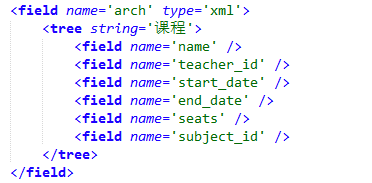 <field name='arch' type='xml'>
<tree string='课程'>
<field name='name' />
<field name='teacher_id' />
<field name='start_date' />
<field name='end_date' />
<field name='seats' />
<field name='subject_id' />
</tree>
</field>